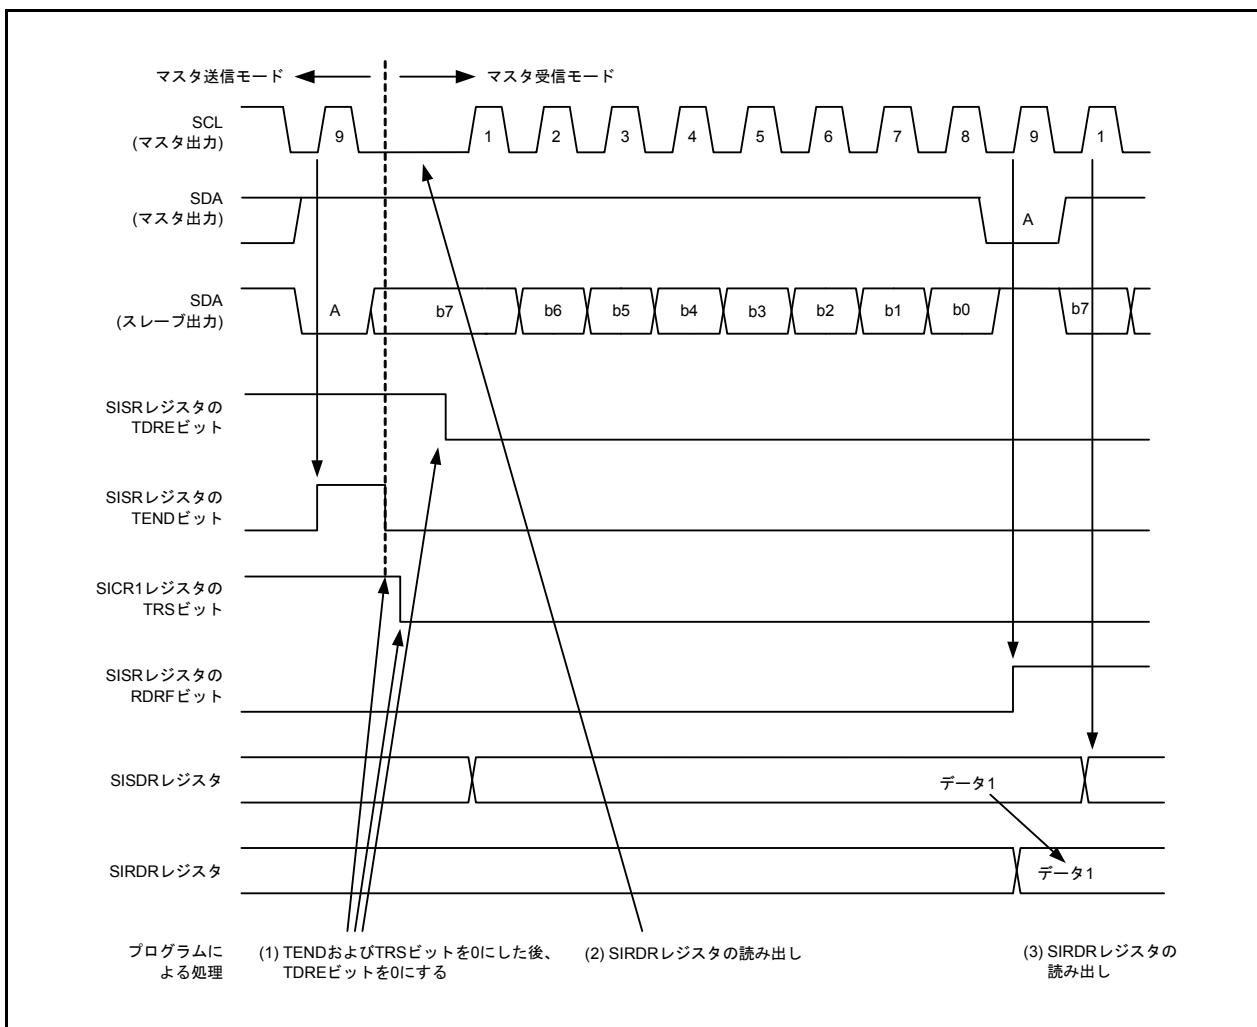 マスタ送信モード
マスタ受信モード
SCL
(マスタ出力)
9
1
2
3
4
5
6
7
8
9
1
SDA
(マスタ出力)
A
SDA
(スレーブ出力)
A
b7
b6
b5
b4
b3
b2
b1
b0
b7
SISRレジスタの
TDREビット
SISRレジスタの
TENDビット
SICR1レジスタの
TRSビット
SISRレジスタの
RDRFビット
SISDRレジスタ
データ1
SIRDRレジスタ
データ1
プログラムに
よる処理
(1) TENDおよびTRSビットを0にした後、
TDREビットを0にする
(2) SIRDRレジスタの読み出し
(3) SIRDRレジスタの
読み出し